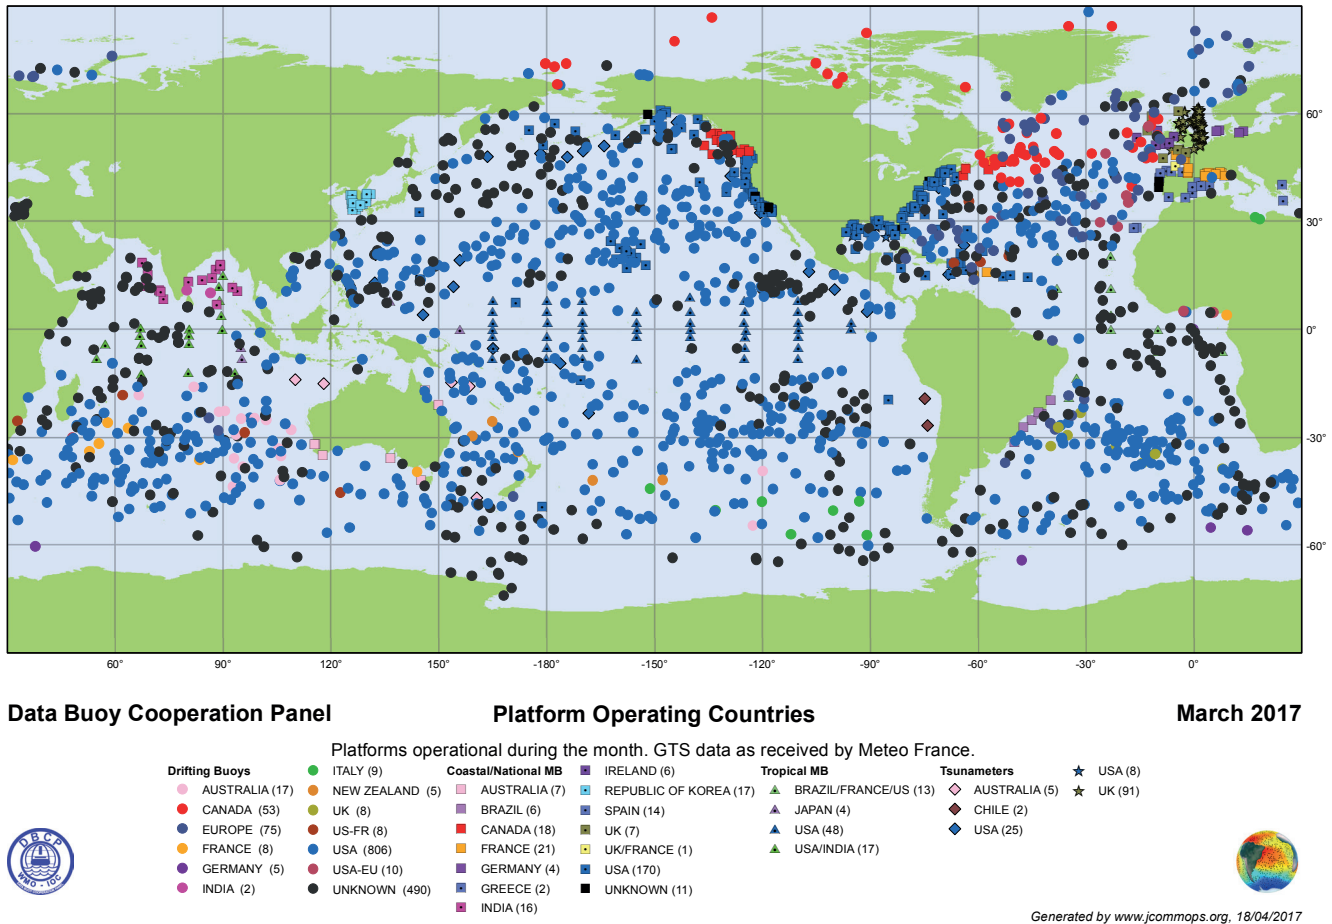 60°
30°
0°
-30°
-60°
60°
90°
120°
150°
-180°
-150°
-120°
-90°
-60°
-30°
0°
Data Buoy Cooperation Panel
Platform Operating Countries
March 2017
Platforms operational during the month. GTS data as received by Meteo France.
Drifting Buoys
AUSTRALIA (17)
CANADA (53)
EUROPE (75)
FRANCE (8)
GERMANY (5)
INDIA (2)
ITALY (9)
NEW ZEALAND (5)
UK (8)
US-FR (8)
USA (806)
USA-EU (10)
UNKNOWN (490)
Coastal/National MB
AUSTRALIA (7)
BRAZIL (6)
CANADA (18)
FRANCE (21)
GERMANY (4)
GREECE (2)
INDIA (16)
IRELAND (6)
REPUBLIC OF KOREA (17)
SPAIN (14)
UK (7)
UK/FRANCE (1)
USA (170)
UNKNOWN (11)
Tropical MB
BRAZIL/FRANCE/US (13)
JAPAN (4)
USA (48)
USA/INDIA (17)
Tsunameters
AUSTRALIA (5)
CHILE (2)
USA (25)
USA (8)
UK (91)
DBCP
WMO - IOC
Generated by www.jcommops.org, 18/04/2017